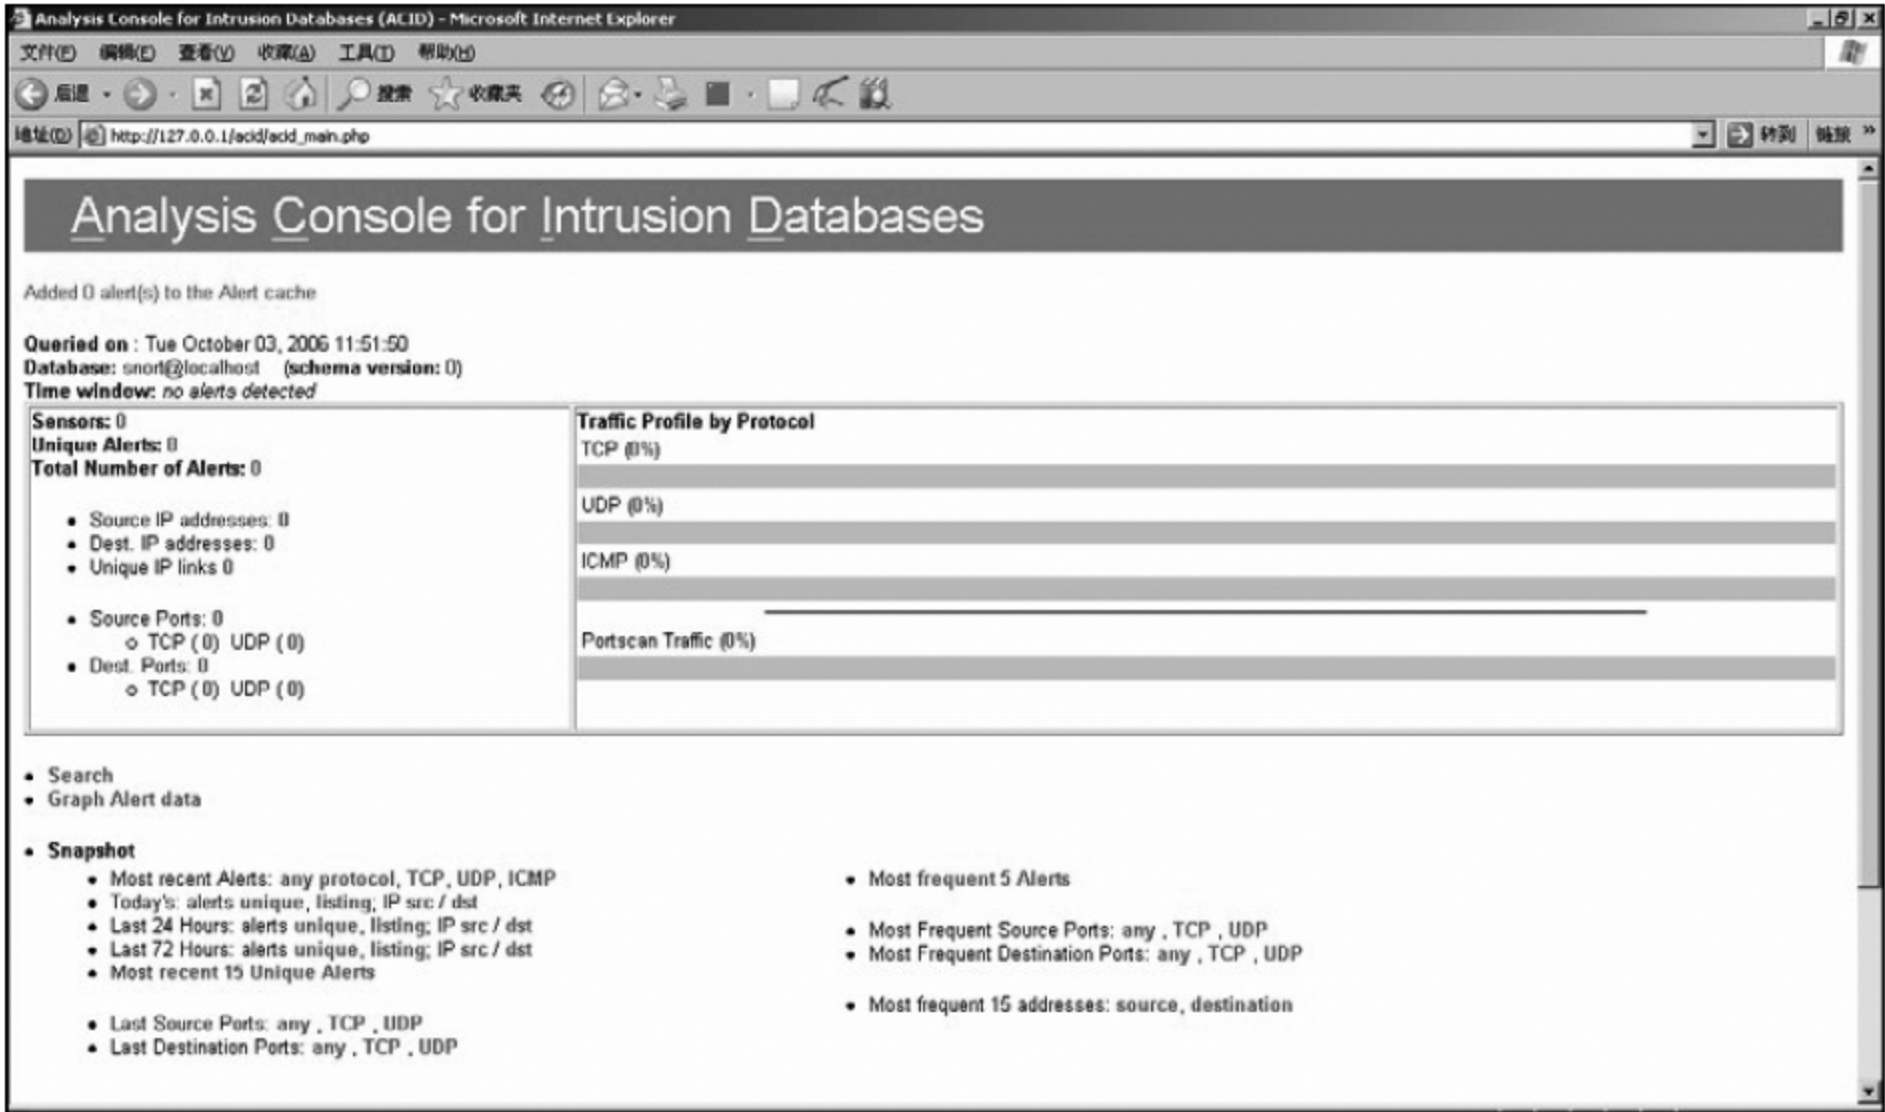 Analysis Console for Intrusion Databases (ACID) - Microsoft Internet Explorer
文件(F) 编辑(E) 查看(V) 收藏(A) 工具(T) 帮助(H)
后退 搜索 收藏夹
地址(D) http://127.0.0.1/acid/acid_main.php 转到 链接 »
Analysis Console for Intrusion Databases
Added 0 alert(s) to the Alert cache
Queried on : Tue October 03, 2006 11:51:50
Database: snort@localhost (schema version: 0)
Time window: no alerts detected
Sensors: 0
Unique Alerts: 0
Total Number of Alerts: 0
Source IP addresses: 0
Dest. IP addresses: 0
Unique IP links 0
Source Ports: 0
TCP ( 0) UDP ( 0)
Dest. Ports: 0
TCP ( 0) UDP ( 0)
Traffic Profile by Protocol
TCP (0%)
UDP (0%)
ICMP (0%)
Portscan Traffic (0%)
Search
Graph Alert data
Snapshot
Most recent Alerts: any protocol, TCP, UDP, ICMP
Today's: alerts unique, listing; IP src / dst
Last 24 Hours: alerts unique, listing; IP src / dst
Last 72 Hours: alerts unique, listing; IP src / dst
Most recent 15 Unique Alerts
Last Source Ports: any , TCP , UDP
Last Destination Ports: any , TCP , UDP
Most frequent 5 Alerts
Most Frequent Source Ports: any , TCP , UDP
Most Frequent Destination Ports: any , TCP , UDP
Most frequent 15 addresses: source, destination